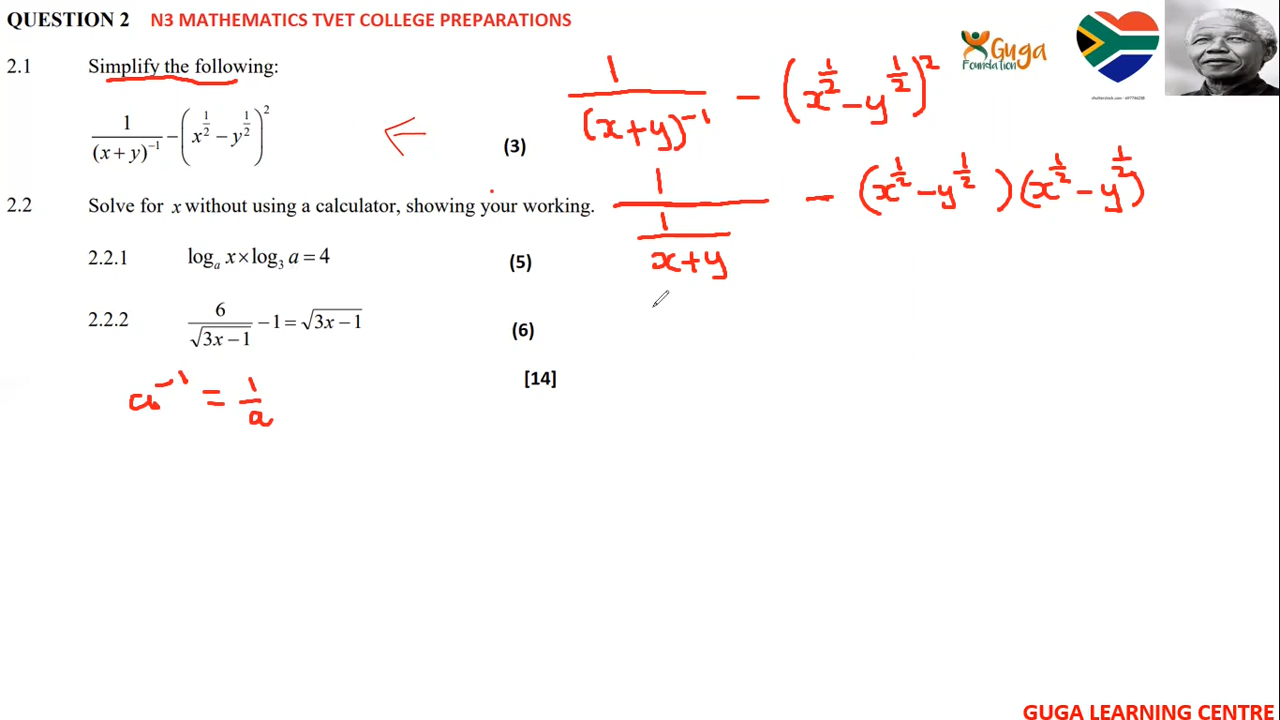 QUESTION 2 N3 MATHEMATICS TVET COLLEGE PREPARATIONS
2.1 Simplify the following:
1/(x+y)^{-1} − (x^{1/2} − y^{1/2})^2 (3)
2.2 Solve for x without using a calculator, showing your working.
2.2.1 log_a x × log_3 a = 4 (5)
2.2.2 6/√(3x−1) − 1 = √(3x−1) (6)
[14]
a^{-1} = 1/a
1/(x+y)^{-1} − (x^{1/2} − y^{1/2})^2
1/(1/(x+y)) − (x^{1/2} − y^{1/2})(x^{1/2} − y^{1/2})
Guga
Foundation
GUGA LEARNING CENTRE